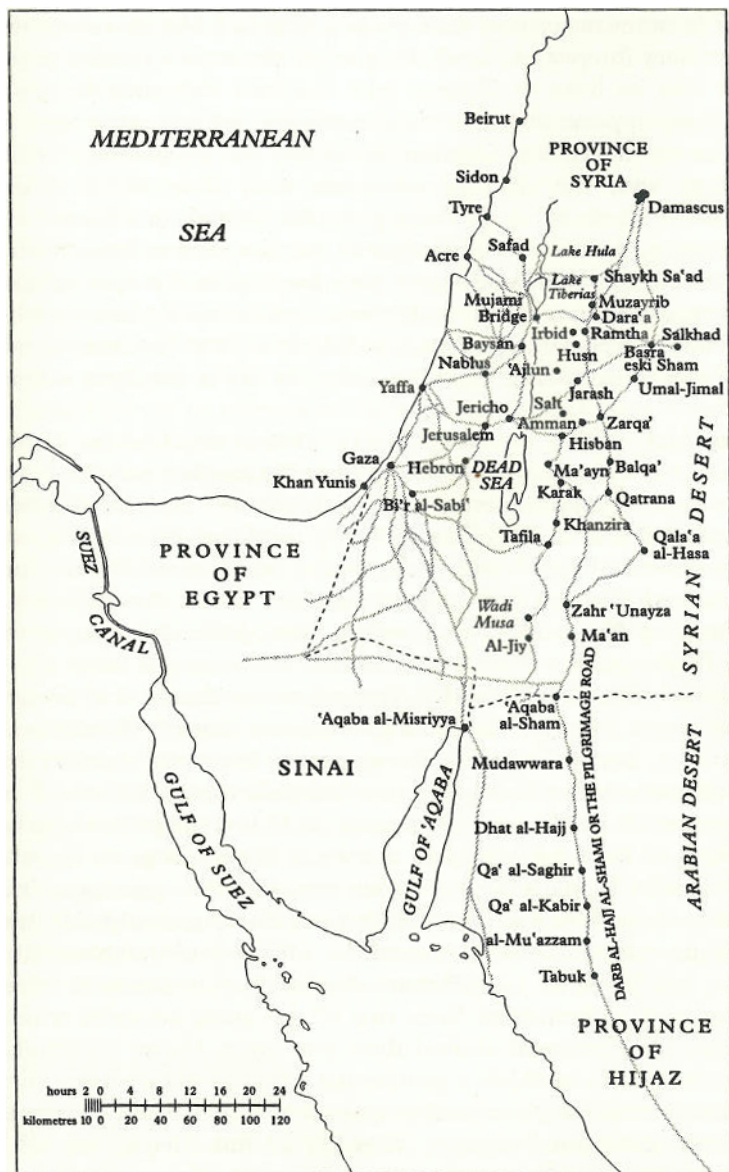 Beirut
MEDITERRANEAN
PROVINCE
OF
SYRIA
Sidon
Damascus
Tyre
SEA
Safad
Lake Hula
Acre
Shaykh Sa'ad
Lake
Tiberias
Muzayrib
Mujami'
Bridge
Dara'a
Irbid
Ramtha
Salkhad
Baysan
Husn
Basra
eski Sham
Nablus
'Ajlun
Yaffa
Jarash
Umal-Jimal
Jericho
Salt
Amman
Zarqa'
Jerusalem
Hisban
Gaza
Hebron
DEAD
SEA
Ma'ayn
Balqa'
Khan Yunis
Karak
Bi'r al-Sabi'
Qatrana
Khanzira
SUEZ
CANAL
PROVINCE
OF
EGYPT
Tafila
Qala'a
al-Hasa
SYRIAN DESERT
Wadi
Musa
Zahr 'Unayza
Al-Jiy
Ma'an
'Aqaba
al-Sham
'Aqaba al-Misriyya
SINAI
Mudawwara
GULF OF 'AQABA
GULF OF SUEZ
Dhat al-Hajj
ARABIAN DESERT
Qa' al-Saghir
Qa' al-Kabir
al-Mu'azzam
DARB AL-HAJJ AL-SHAMI OR THE PILGRIMAGE ROAD
Tabuk
PROVINCE
OF
HIJAZ
hours 2 0 4 8 12 16 20 24
kilometres 10 0 20 40 60 80 100 120